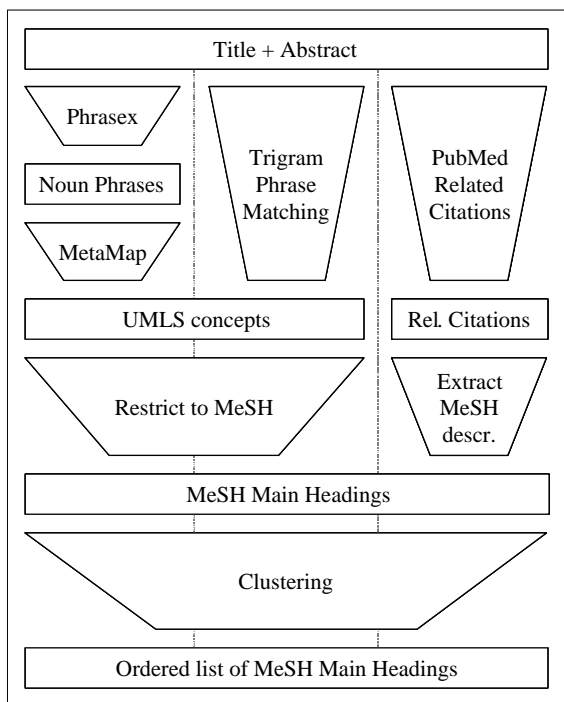 Title + Abstract
Phrasex
Noun Phrases
MetaMap
Trigram
Phrase
Matching
PubMed
Related
Citations
UMLS concepts
Rel. Citations
Restrict to MeSH
Extract
MeSH
descr.
MeSH Main Headings
Clustering
Ordered list of MeSH Main Headings